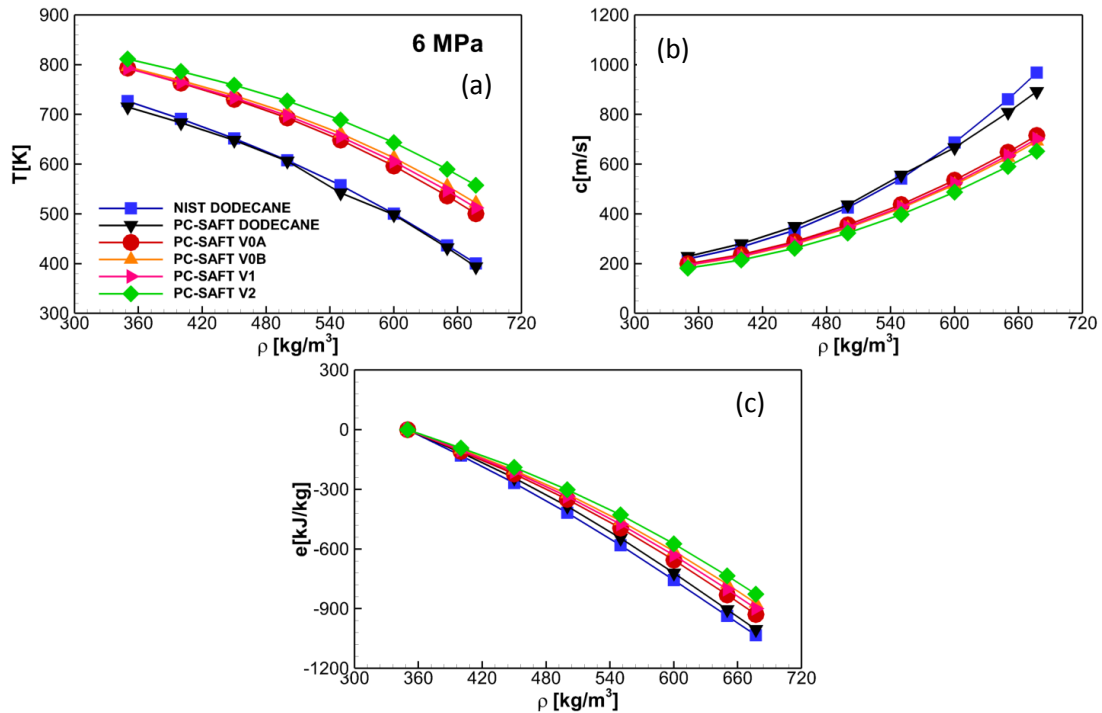 6 MPa
(a)
T[K]
900
800
700
600
500
400
300
NIST DODECANE
PC-SAFT DODECANE
PC-SAFT V0A
PC-SAFT V0B
PC-SAFT V1
PC-SAFT V2
300 360 420 480 540 600 660 720
ρ [kg/m³]
(b)
c[m/s]
1200
1000
800
600
400
200
0
300 360 420 480 540 600 660 720
ρ [kg/m³]
(c)
e[kJ/kg]
300
0
-300
-600
-900
-1200
300 360 420 480 540 600 660 720
ρ [kg/m³]